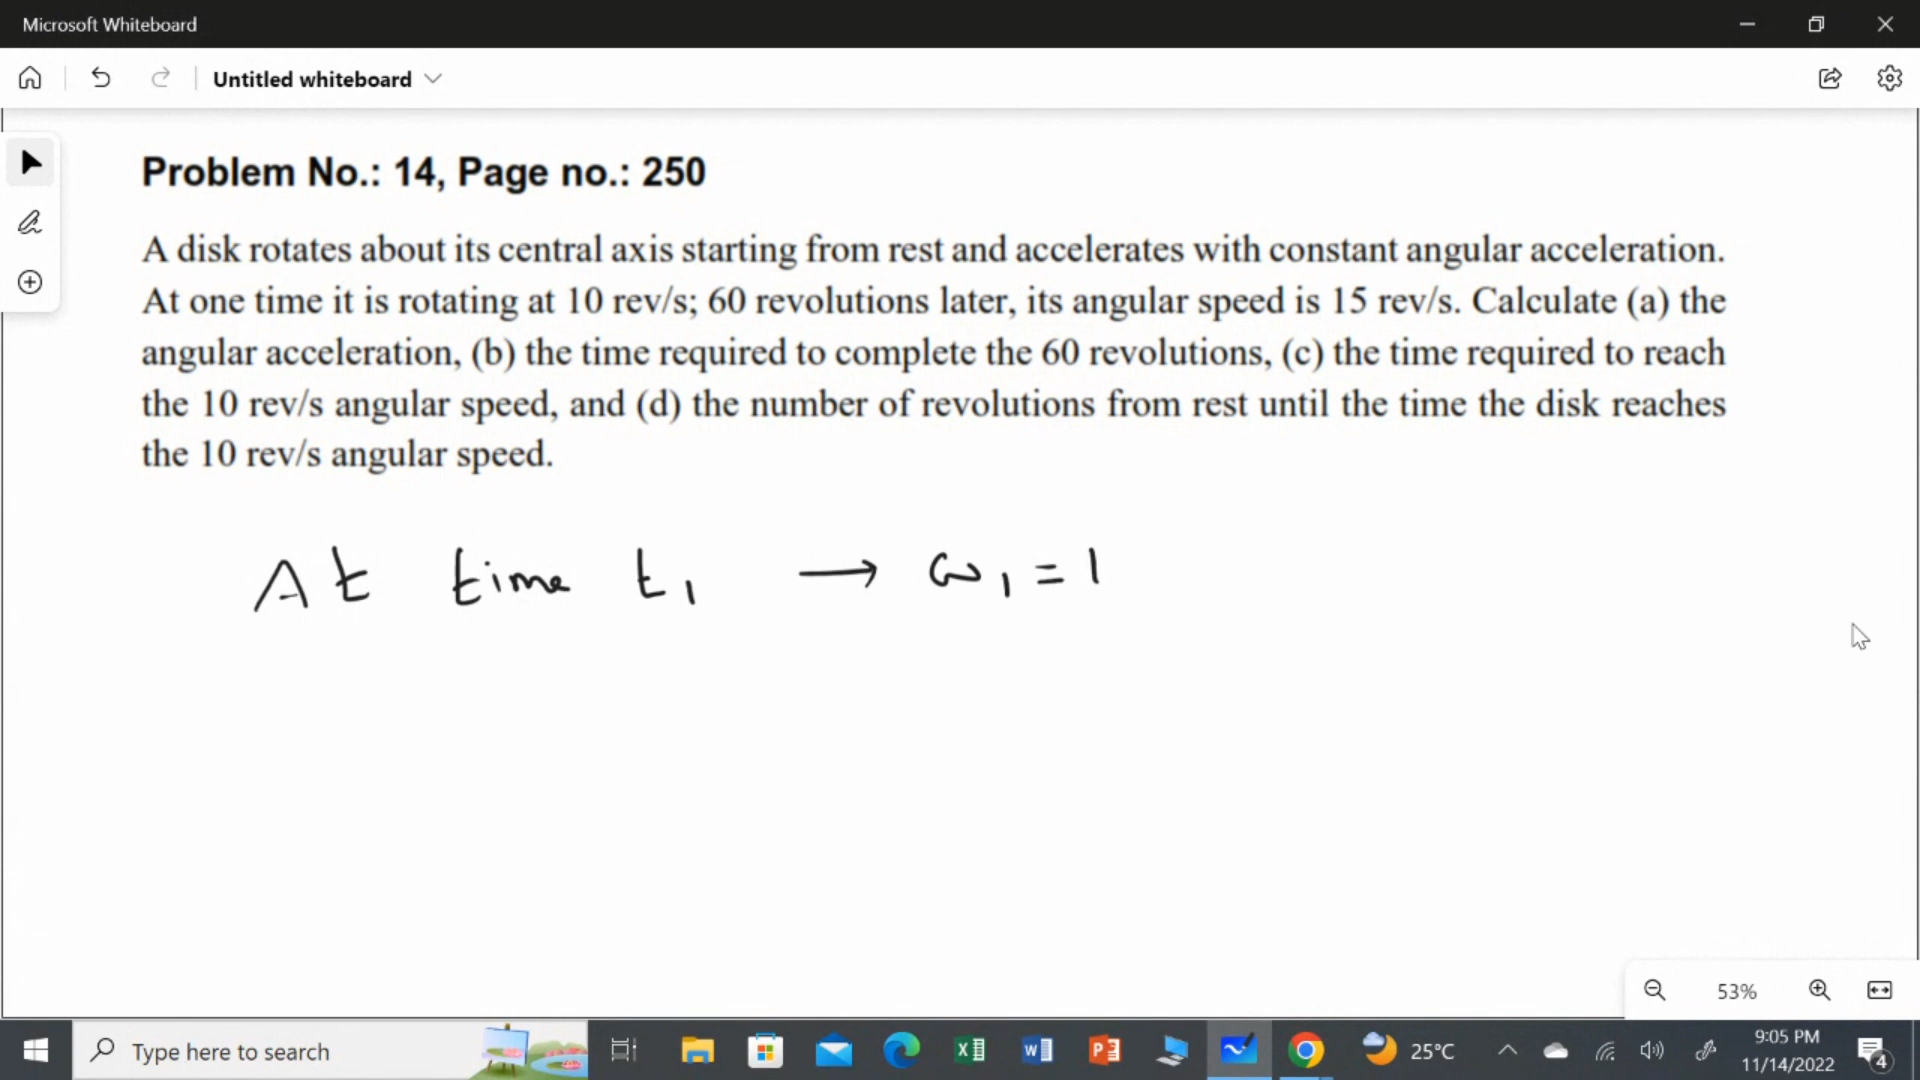 Microsoft Whiteboard
Untitled whiteboard
Problem No.: 14, Page no.: 250
A disk rotates about its central axis starting from rest and accelerates with constant angular acceleration.
At one time it is rotating at 10 rev/s; 60 revolutions later, its angular speed is 15 rev/s. Calculate (a) the
angular acceleration, (b) the time required to complete the 60 revolutions, (c) the time required to reach
the 10 rev/s angular speed, and (d) the number of revolutions from rest until the time the disk reaches
the 10 rev/s angular speed.
At time t₁ → ω₁ = 1
53%
Type here to search
25°C
9:05 PM
11/14/2022
4